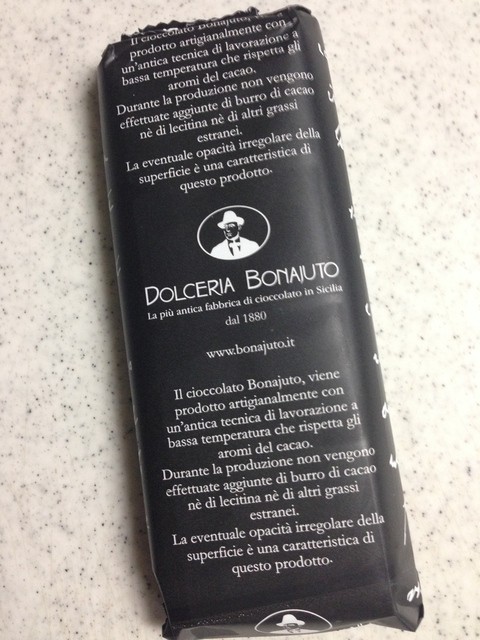 Il cioccolato Bonajuto, viene
prodotto artigianalmente con
un'antica tecnica di lavorazione a
bassa temperatura che rispetta gli
aromi del cacao.
Durante la produzione non vengono
effettuate aggiunte di burro di cacao
nè di lecitina nè di altri grassi
estranei.
La eventuale opacità irregolare della
superficie è una caratteristica di
questo prodotto.
DOLCERIA BONAJUTO
La più antica fabbrica di cioccolato in Sicilia
dal 1880
www.bonajuto.it
Il cioccolato Bonajuto, viene
prodotto artigianalmente con
un'antica tecnica di lavorazione a
bassa temperatura che rispetta gli
aromi del cacao.
Durante la produzione non vengono
effettuate aggiunte di burro di cacao
nè di lecitina nè di altri grassi
estranei.
La eventuale opacità irregolare della
superficie è una caratteristica di
questo prodotto.